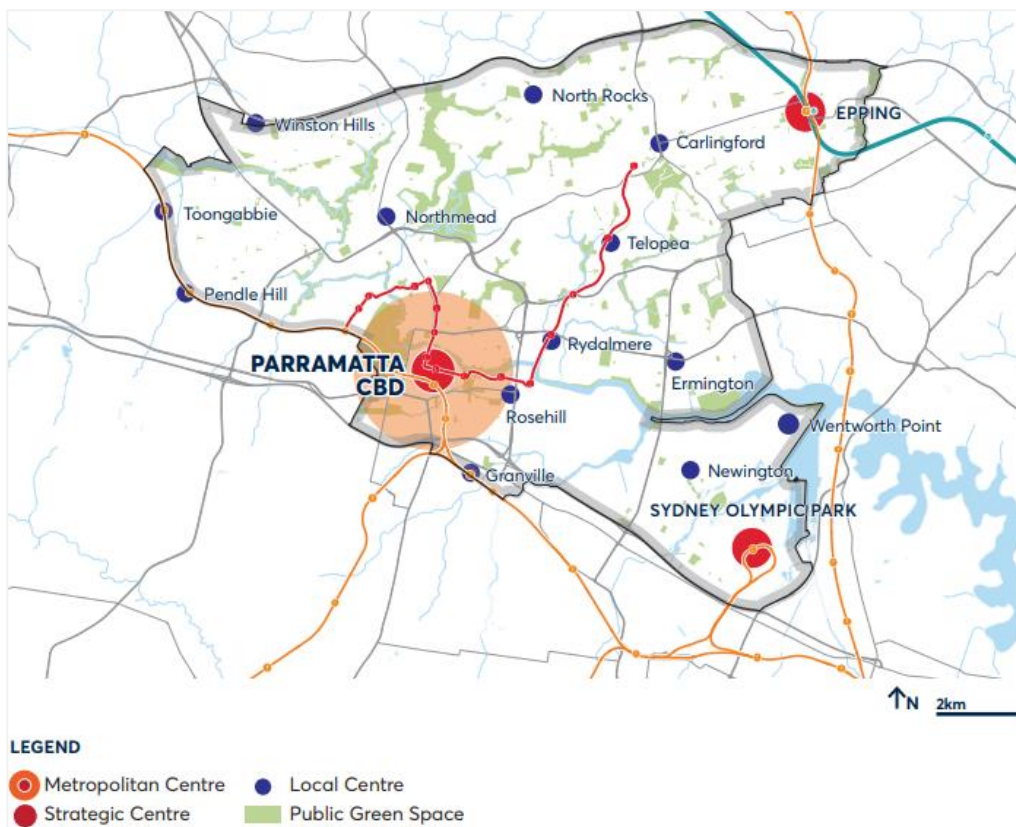 North Rocks
EPPING
Winston Hills
Carlingford
Toongabbie
Northmead
Telopea
Pendle Hill
PARRAMATTA
CBD
Rydalmere
Ermington
Rosehill
Wentworth Point
Granville
Newington
SYDNEY OLYMPIC PARK
N 2km
LEGEND
Metropolitan Centre
Local Centre
Strategic Centre
Public Green Space